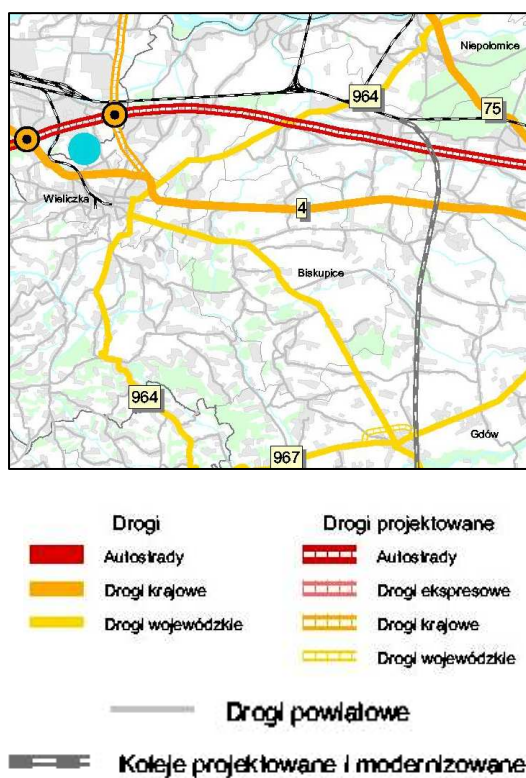 Niepołomice
964
75
Wieliczka
4
Biskupice
964
967
Gdów
Drogi
Autostrady
Drogi krajowe
Drogi wojewódzkie
Drogi projektowane
Autostrady
Drogi ekspresowe
Drogi krajowe
Drogi wojewódzkie
Drogi powiatowe
Koleje projektowane i modernizowane